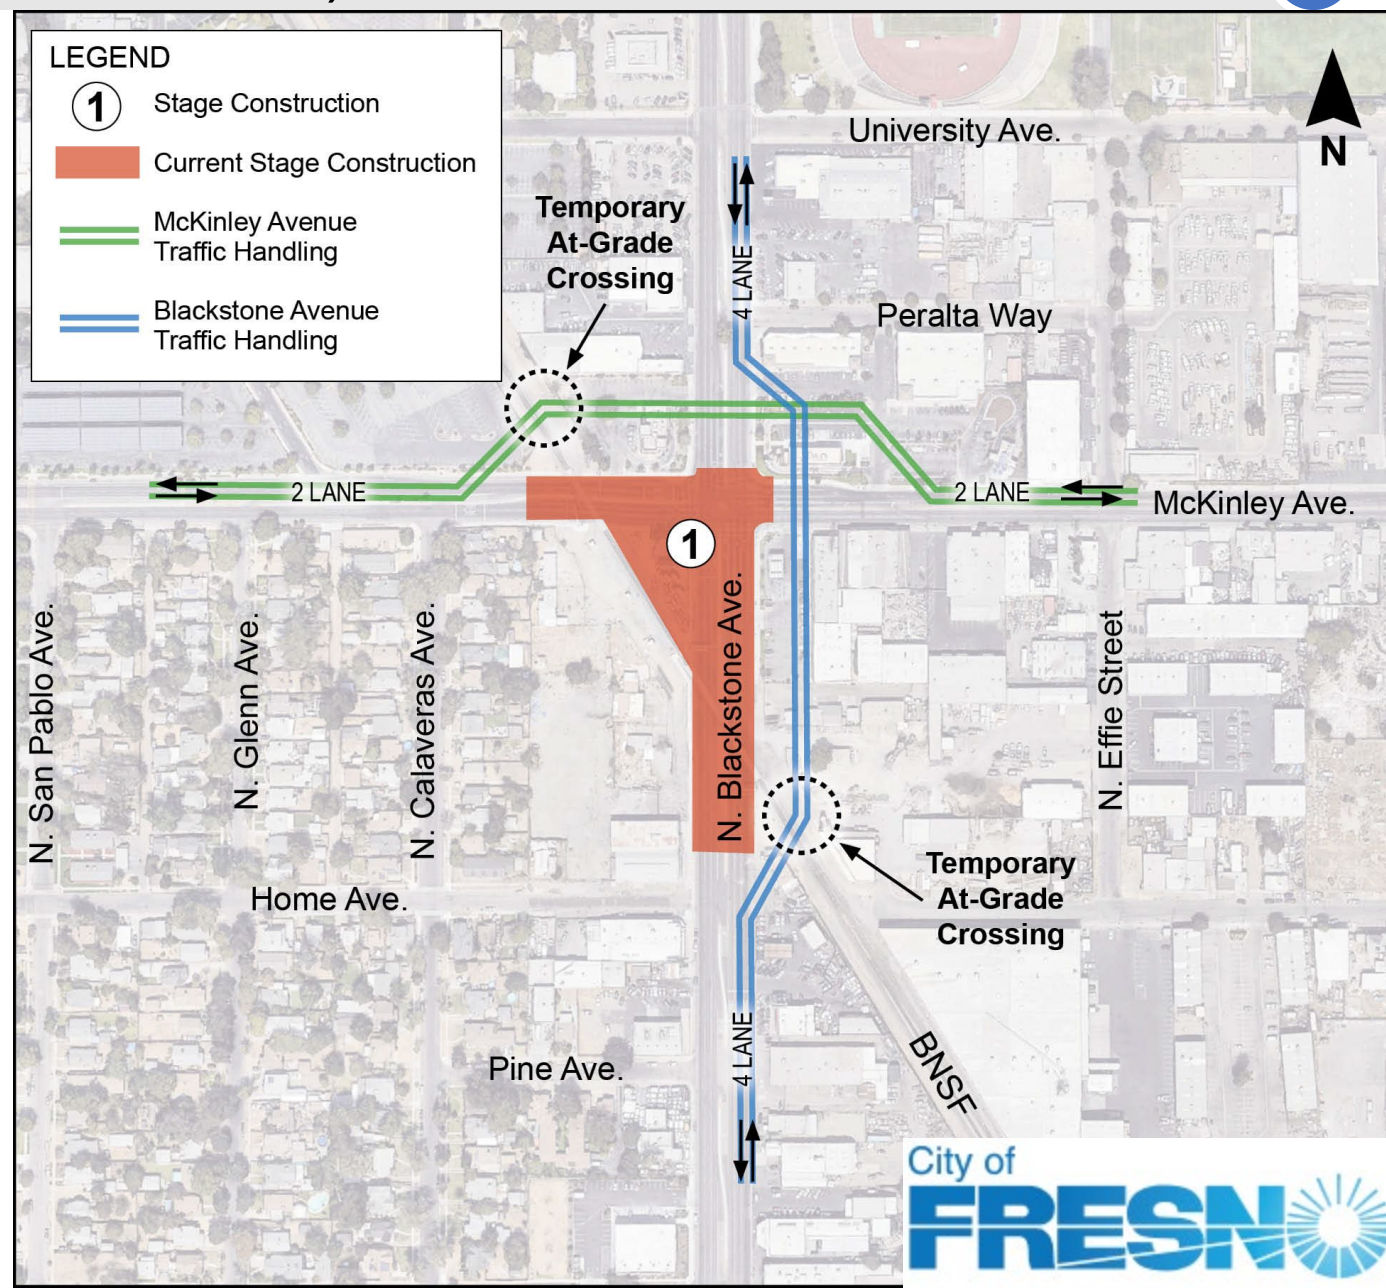 LEGEND
1
Stage Construction
Current Stage Construction
McKinley Avenue
Traffic Handling
Blackstone Avenue
Traffic Handling
University Ave.
N
Temporary
At-Grade
Crossing
4 LANE
Peralta Way
2 LANE
2 LANE
McKinley Ave.
1
N. San Pablo Ave.
N. Glenn Ave.
N. Calaveras Ave.
N. Blackstone Ave.
N. Effie Street
Temporary
At-Grade
Crossing
Home Ave.
4 LANE
Pine Ave.
BNSF
City of
FRESNO